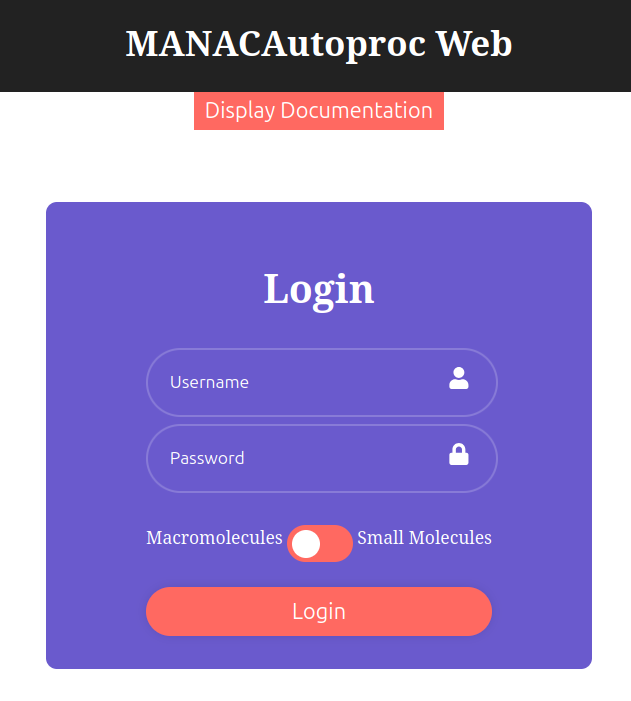 MANACAutoproc Web
Display Documentation
Login
Username
Password
Macromolecules Small Molecules
Login